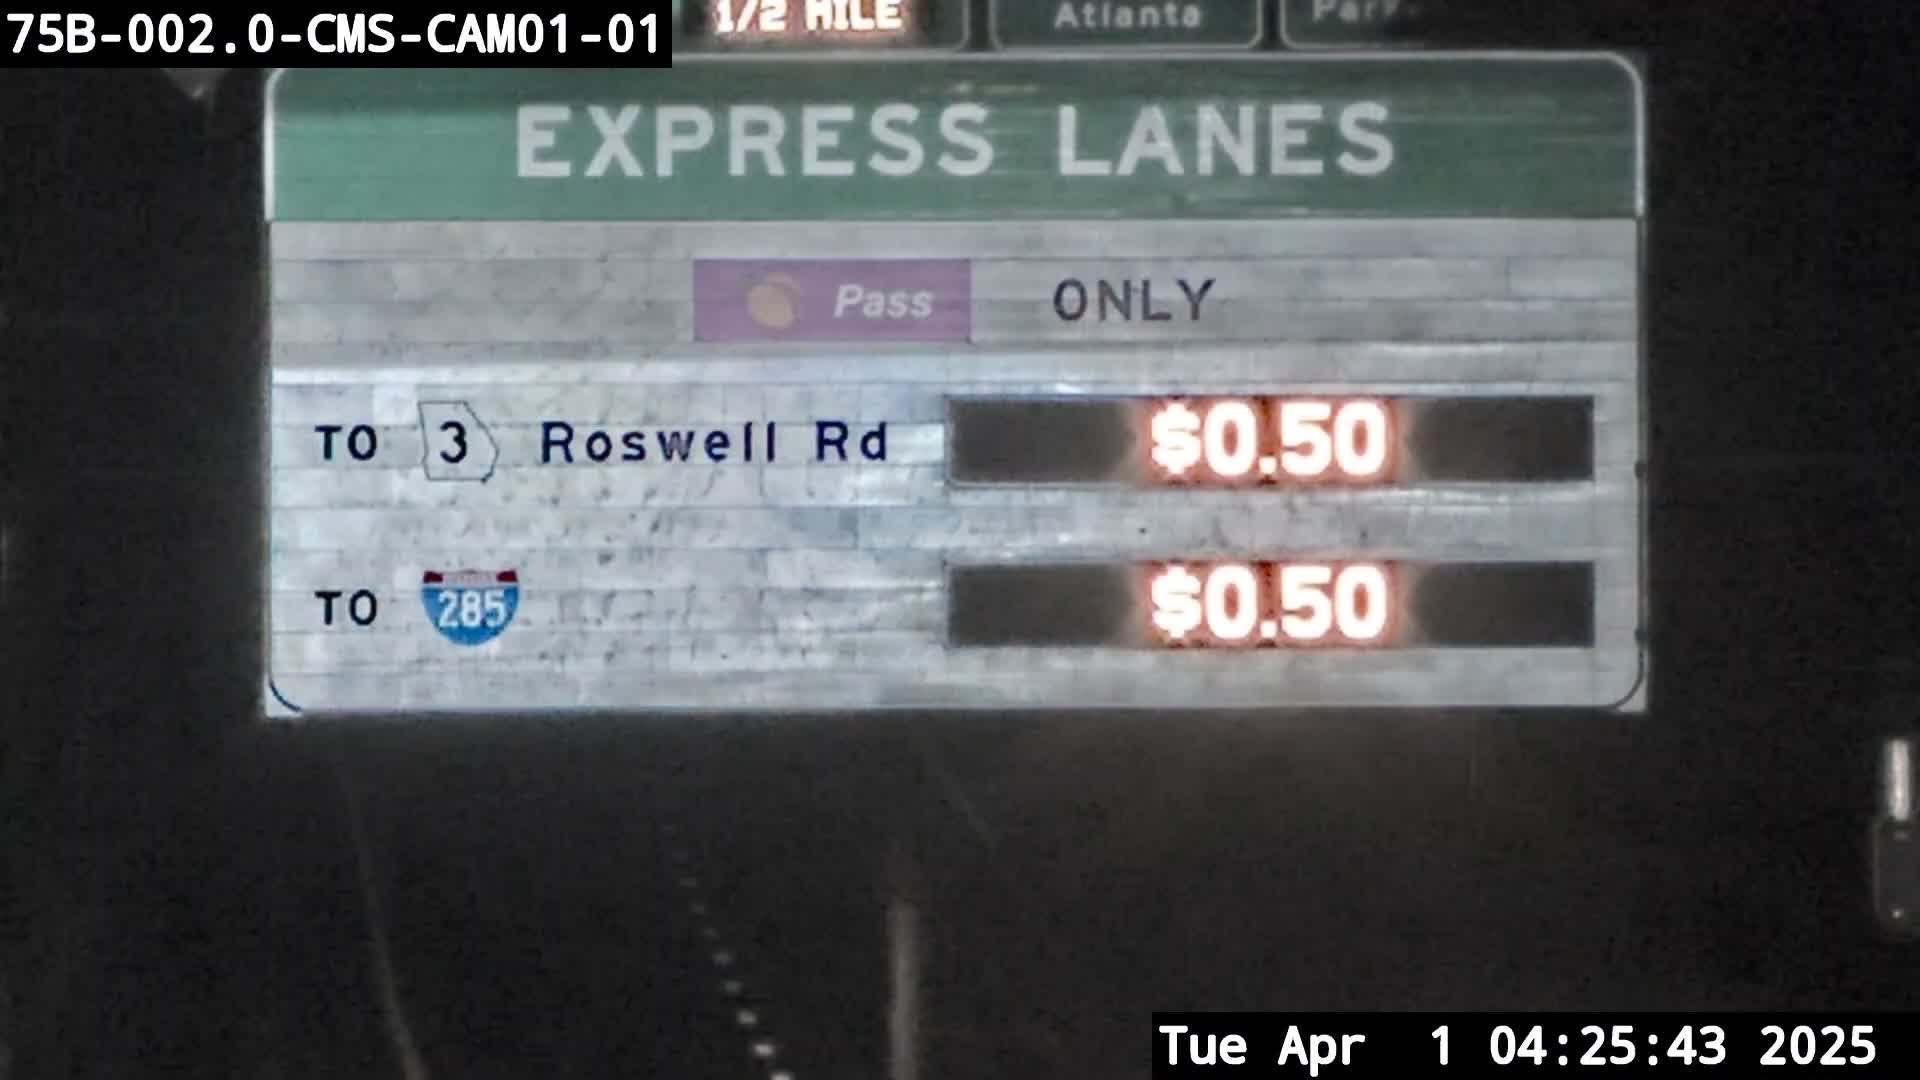 75B-002.0-CMS-CAM01-01
1/2 MILE
Atlanta
EXPRESS LANES
Pass ONLY
TO 3 Roswell Rd $0.50
TO 285 $0.50
Tue Apr 1 04:25:43 2025